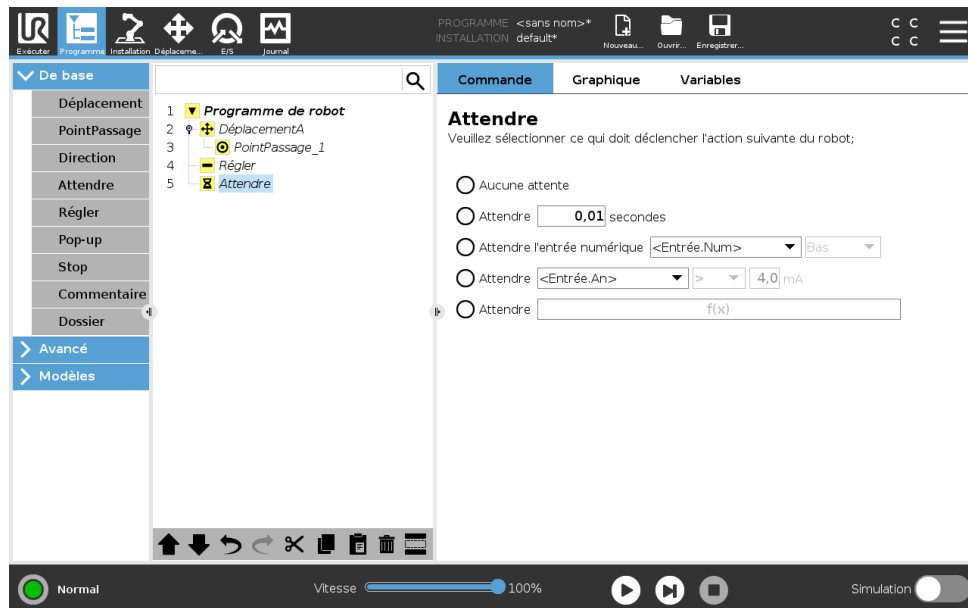 PROGRAMME <sans nom>*
INSTALLATION default*
C C
C C
Exécuter Programme Installation Déplaceme... E/S Journal Nouveau... Ouvrir... Enregistrer...
De base
Déplacement
PointPassage
Direction
Attendre
Régler
Pop-up
Stop
Commentaire
Dossier
Avancé
Modèles
1 Programme de robot
2 DéplacementA
3 PointPassage_1
4 Régler
5 Attendre
Commande Graphique Variables
Attendre
Veuillez sélectionner ce qui doit déclencher l'action suivante du robot;
Aucune attente
Attendre 0,01 secondes
Attendre l'entrée numérique <Entrée.Num> Bas
Attendre <Entrée.An> > 4,0 mA
Attendre f(x)
Normal Vitesse 100% Simulation